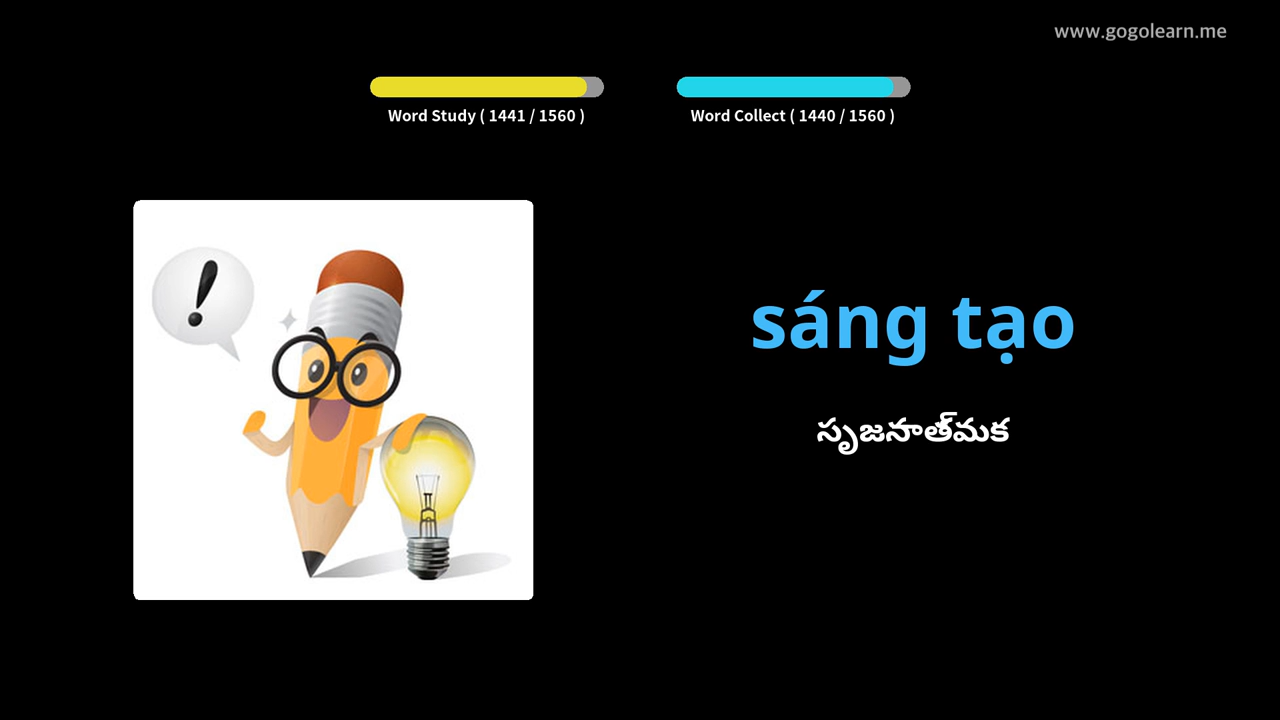 www.gogolearn.me
Word Study ( 1441 / 1560 )
Word Collect ( 1440 / 1560 )
!
sáng tạo
సృజనాత్మక